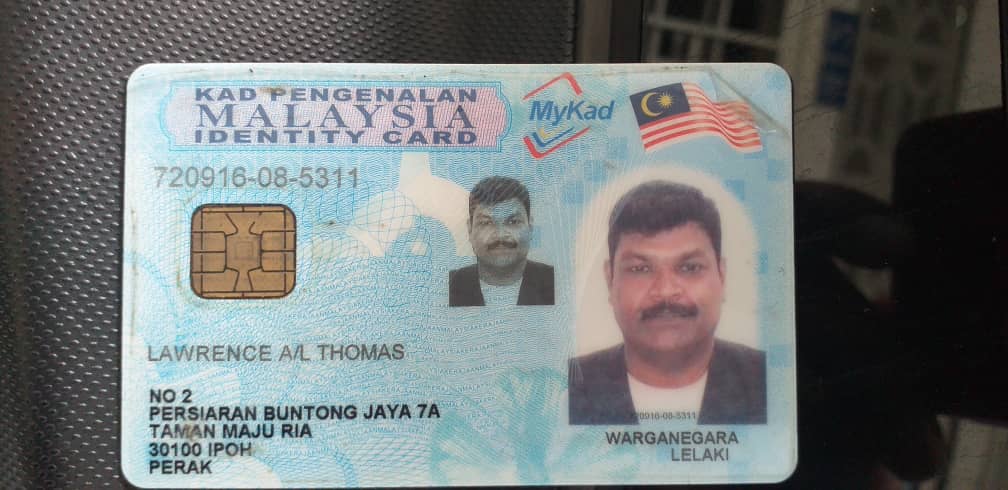 KAD PENGENALAN
MALAYSIA
IDENTITY CARD
MyKad
720916-08-5311
LAWRENCE A/L THOMAS
NO 2
PERSIARAN BUNTONG JAYA 7A
TAMAN MAJU RIA
30100 IPOH
PERAK
720916-08-5311
WARGANEGARA
LELAKI